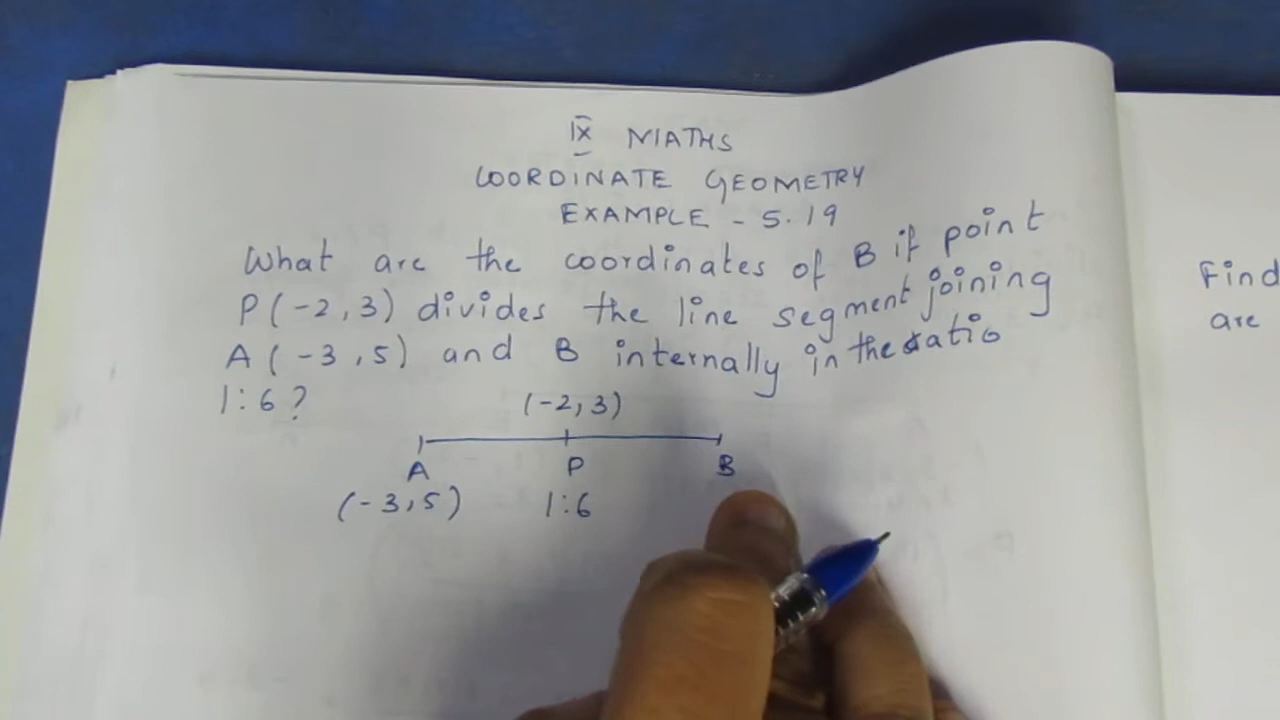 IX MATHS
COORDINATE GEOMETRY
EXAMPLE - 5.19
What are the coordinates of B if point
P(-2,3) divides the line segment joining
A(-3,5) and B internally in the ratio
1:6?
(-2,3)
A P B
(-3,5) 1:6
Find
are